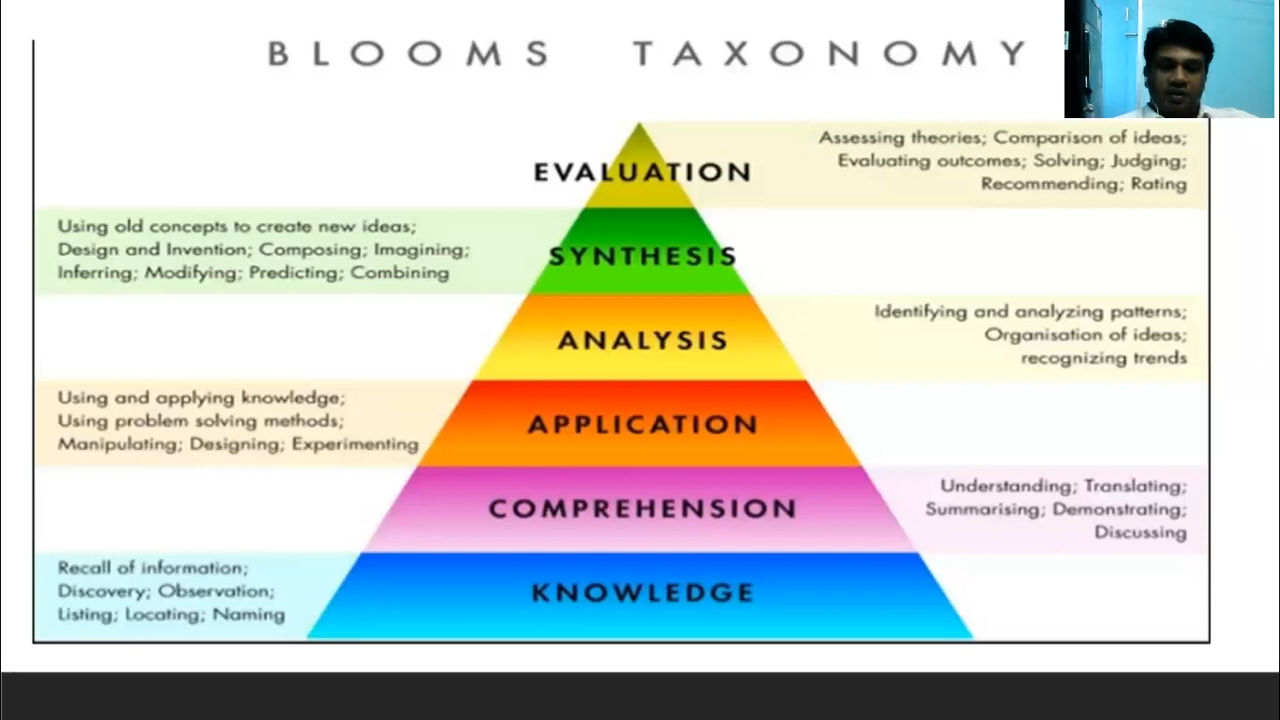 BLOOMS TAXONOMY
EVALUATION
Assessing theories; Comparison of ideas;
Evaluating outcomes; Solving; Judging;
Recommending; Rating
Using old concepts to create new ideas;
Design and Invention; Composing; Imagining;
Inferring; Modifying; Predicting; Combining
SYNTHESIS
ANALYSIS
Identifying and analyzing patterns;
Organisation of ideas;
recognizing trends
Using and applying knowledge;
Using problem solving methods;
Manipulating; Designing; Experimenting
APPLICATION
COMPREHENSION
Understanding; Translating;
Summarising; Demonstrating;
Discussing
Recall of information;
Discovery; Observation;
Listing; Locating; Naming
KNOWLEDGE